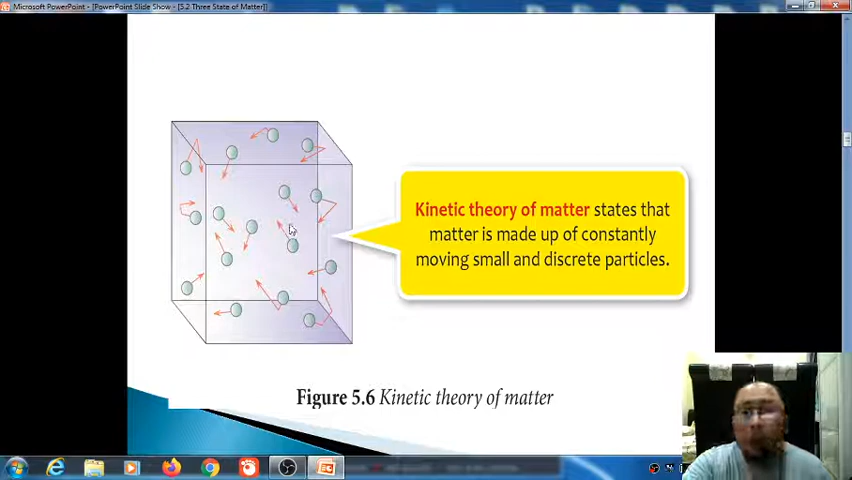 Microsoft PowerPoint - [PowerPoint Slide Show - [5.2 Three State of Matter]]
Kinetic theory of matter states that
matter is made up of constantly
moving small and discrete particles.
Figure 5.6 Kinetic theory of matter